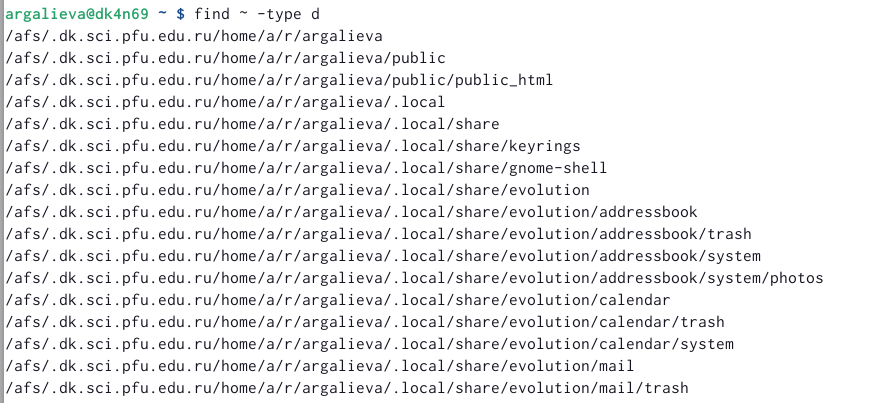 argalieva@dk4n69 ~ $ find ~ -type d
/afs/.dk.sci.pfu.edu.ru/home/a/r/argalieva
/afs/.dk.sci.pfu.edu.ru/home/a/r/argalieva/public
/afs/.dk.sci.pfu.edu.ru/home/a/r/argalieva/public/public_html
/afs/.dk.sci.pfu.edu.ru/home/a/r/argalieva/.local
/afs/.dk.sci.pfu.edu.ru/home/a/r/argalieva/.local/share
/afs/.dk.sci.pfu.edu.ru/home/a/r/argalieva/.local/share/keyrings
/afs/.dk.sci.pfu.edu.ru/home/a/r/argalieva/.local/share/gnome-shell
/afs/.dk.sci.pfu.edu.ru/home/a/r/argalieva/.local/share/evolution
/afs/.dk.sci.pfu.edu.ru/home/a/r/argalieva/.local/share/evolution/addressbook
/afs/.dk.sci.pfu.edu.ru/home/a/r/argalieva/.local/share/evolution/addressbook/trash
/afs/.dk.sci.pfu.edu.ru/home/a/r/argalieva/.local/share/evolution/addressbook/system
/afs/.dk.sci.pfu.edu.ru/home/a/r/argalieva/.local/share/evolution/addressbook/system/photos
/afs/.dk.sci.pfu.edu.ru/home/a/r/argalieva/.local/share/evolution/calendar
/afs/.dk.sci.pfu.edu.ru/home/a/r/argalieva/.local/share/evolution/calendar/trash
/afs/.dk.sci.pfu.edu.ru/home/a/r/argalieva/.local/share/evolution/calendar/system
/afs/.dk.sci.pfu.edu.ru/home/a/r/argalieva/.local/share/evolution/mail
/afs/.dk.sci.pfu.edu.ru/home/a/r/argalieva/.local/share/evolution/mail/trash